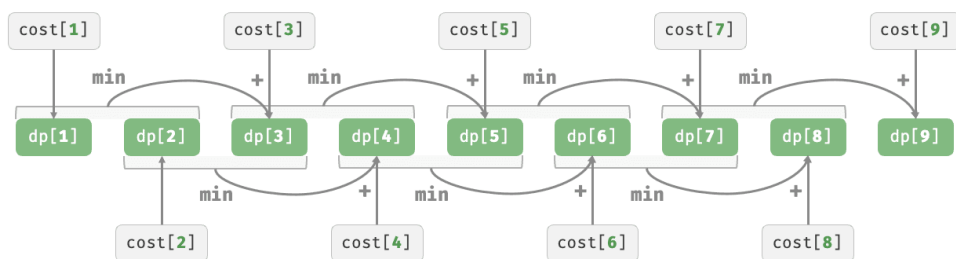 cost[1] cost[3] cost[5] cost[7] cost[9]
min + min + min + min +
dp[1] dp[2] dp[3] dp[4] dp[5] dp[6] dp[7] dp[8] dp[9]
min + min + min +
cost[2] cost[4] cost[6] cost[8]